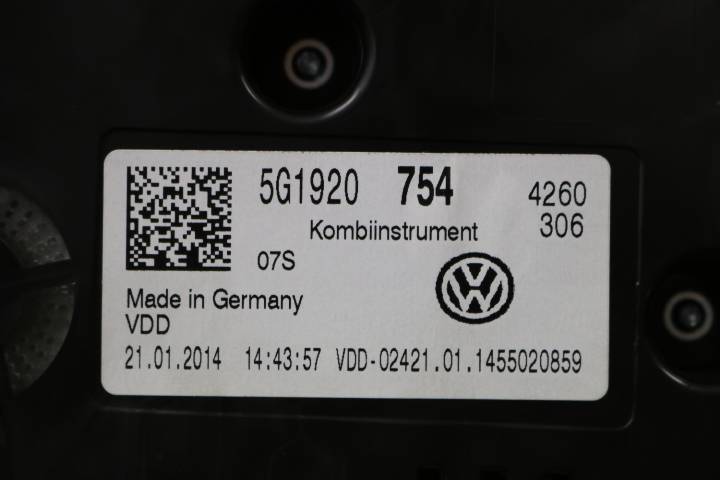 5G1920 754 4260
Kombiinstrument 306
07S
Made in Germany
VDD
21.01.2014 14:43:57 VDD-02421.01.1455020859